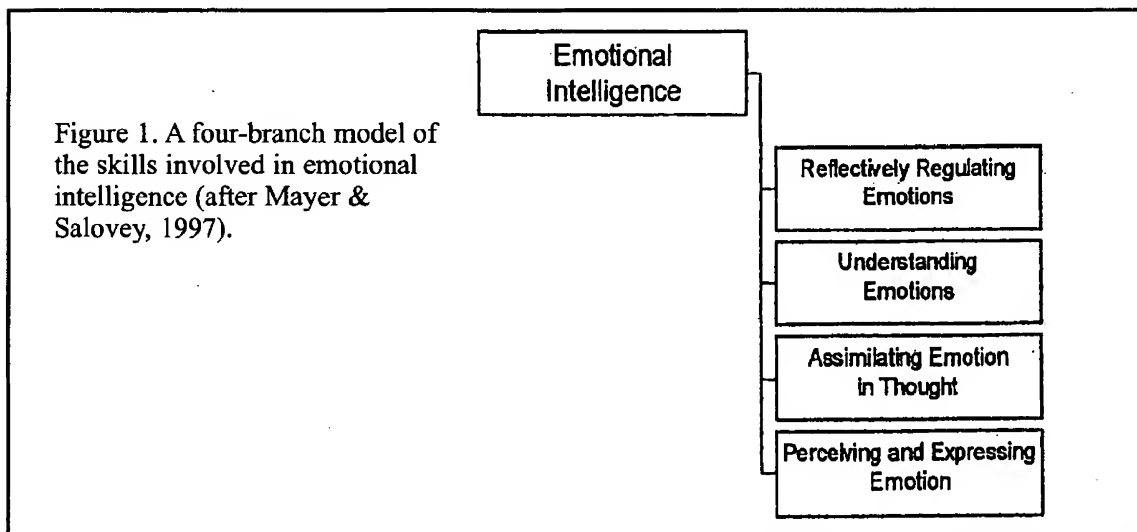 Emotional
Intelligence
Figure 1. A four-branch model of
the skills involved in emotional
intelligence (after Mayer &
Salovey, 1997).
Reflectively Regulating
Emotions
Understanding
Emotions
Assimilating Emotion
in Thought
Perceiving and Expressing
Emotion